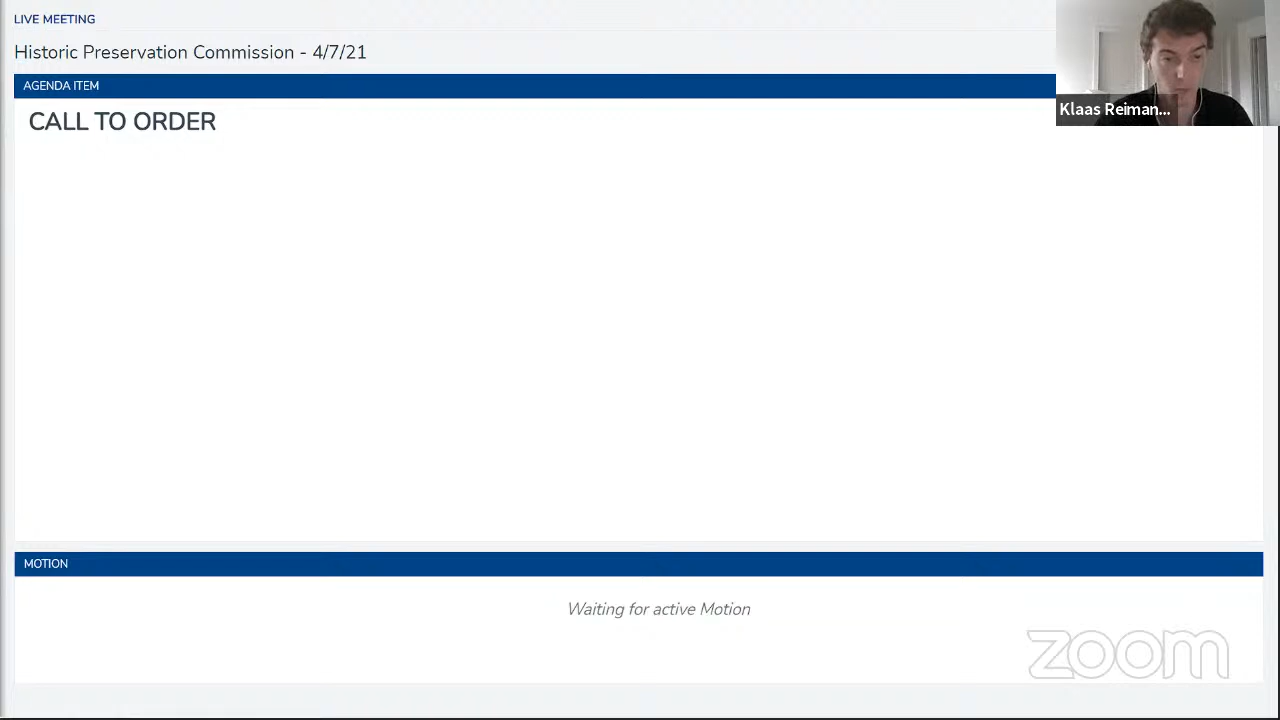 LIVE MEETING
Historic Preservation Commission - 4/7/21
AGENDA ITEM
CALL TO ORDER
Klaas Reiman...
MOTION
Waiting for active Motion
zoom